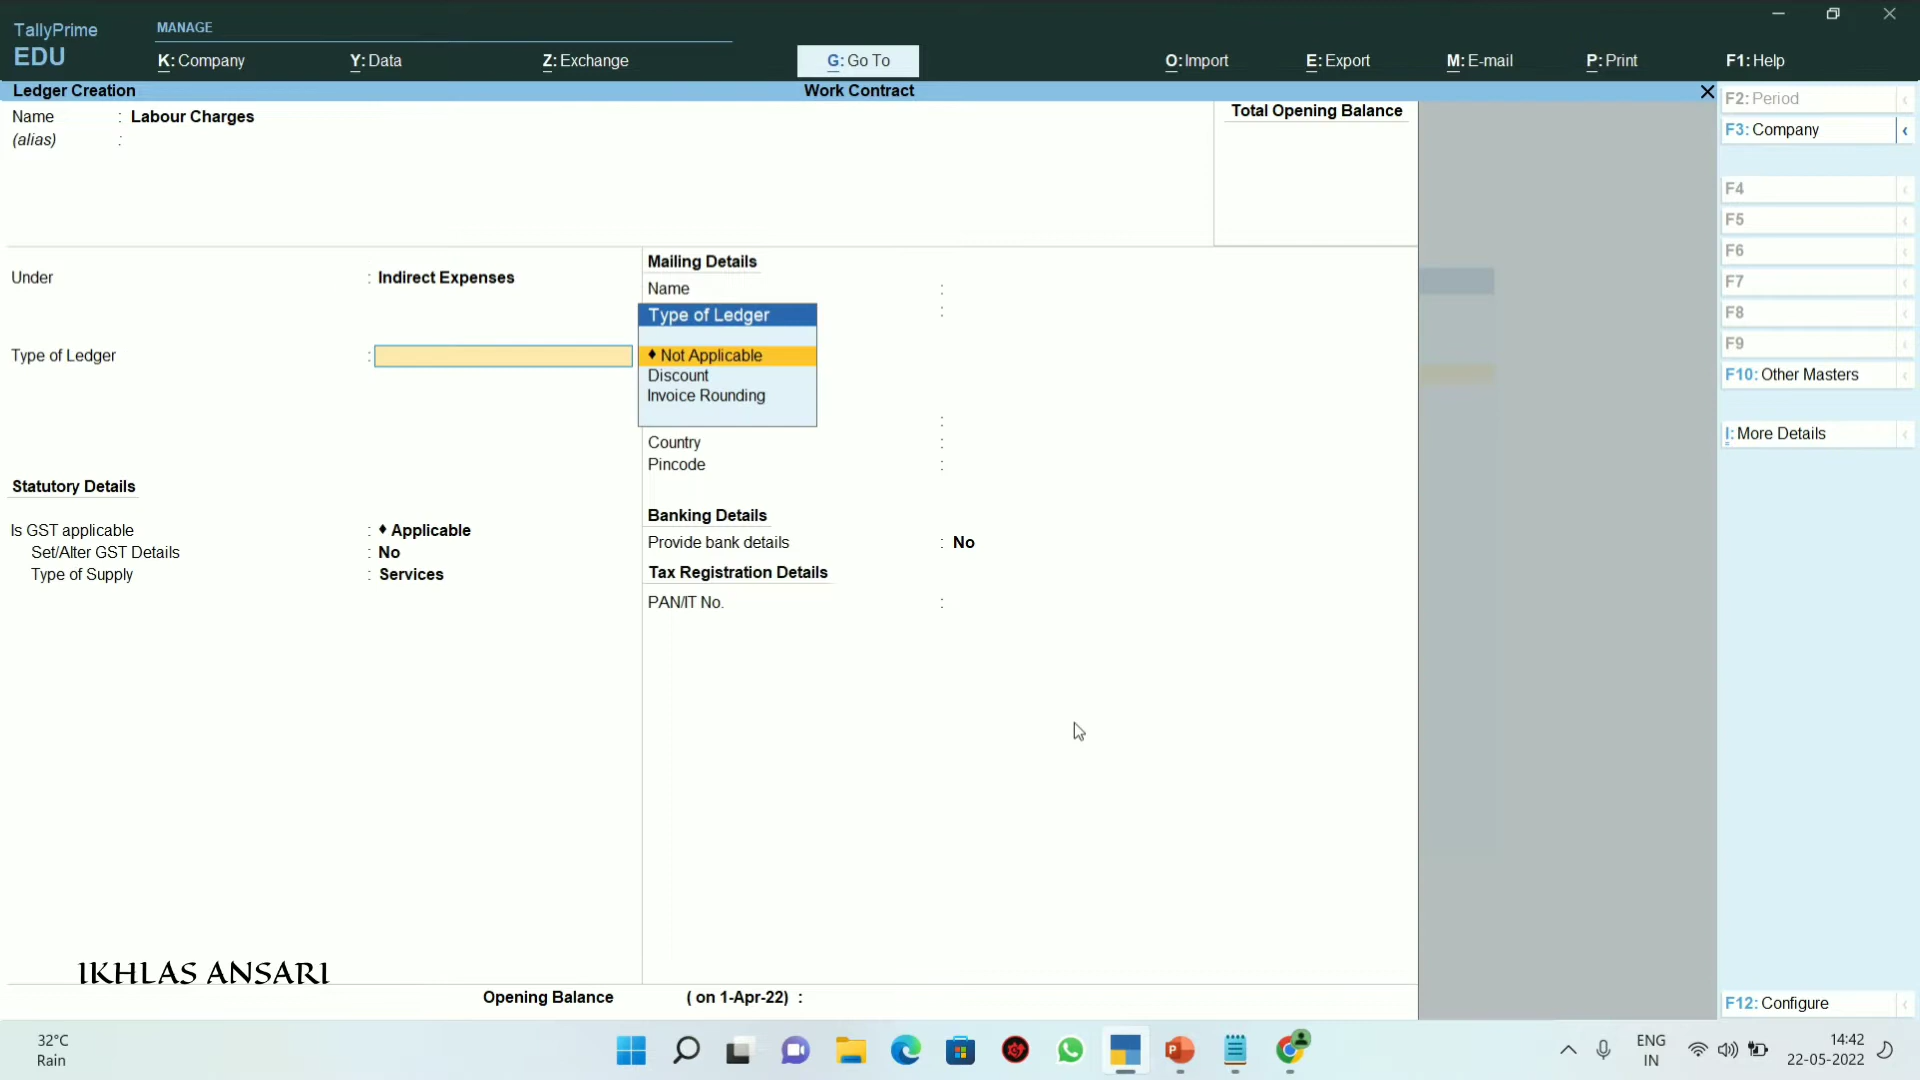 TallyPrime
EDU
MANAGE
K: Company
Y: Data
Z: Exchange
G: Go To
O: Import
E: Export
M: E-mail
P: Print
F1: Help
Ledger Creation
Work Contract
Name : Labour Charges
(alias) :
Total Opening Balance
Under : Indirect Expenses
Type of Ledger :
Statutory Details
Is GST applicable : ♦ Applicable
Set/Alter GST Details : No
Type of Supply : Services
Mailing Details
Name :
:
Type of Ledger
♦ Not Applicable
Discount
Invoice Rounding
:
Country :
Pincode :
Banking Details
Provide bank details : No
Tax Registration Details
PAN/IT No. :
IKHLAS ANSARI
Opening Balance ( on 1-Apr-22) :
F2: Period
F3: Company
F4
F5
F6
F7
F8
F9
F10: Other Masters
I: More Details
F12: Configure
32°C
Rain
ENG
IN
14:42
22-05-2022